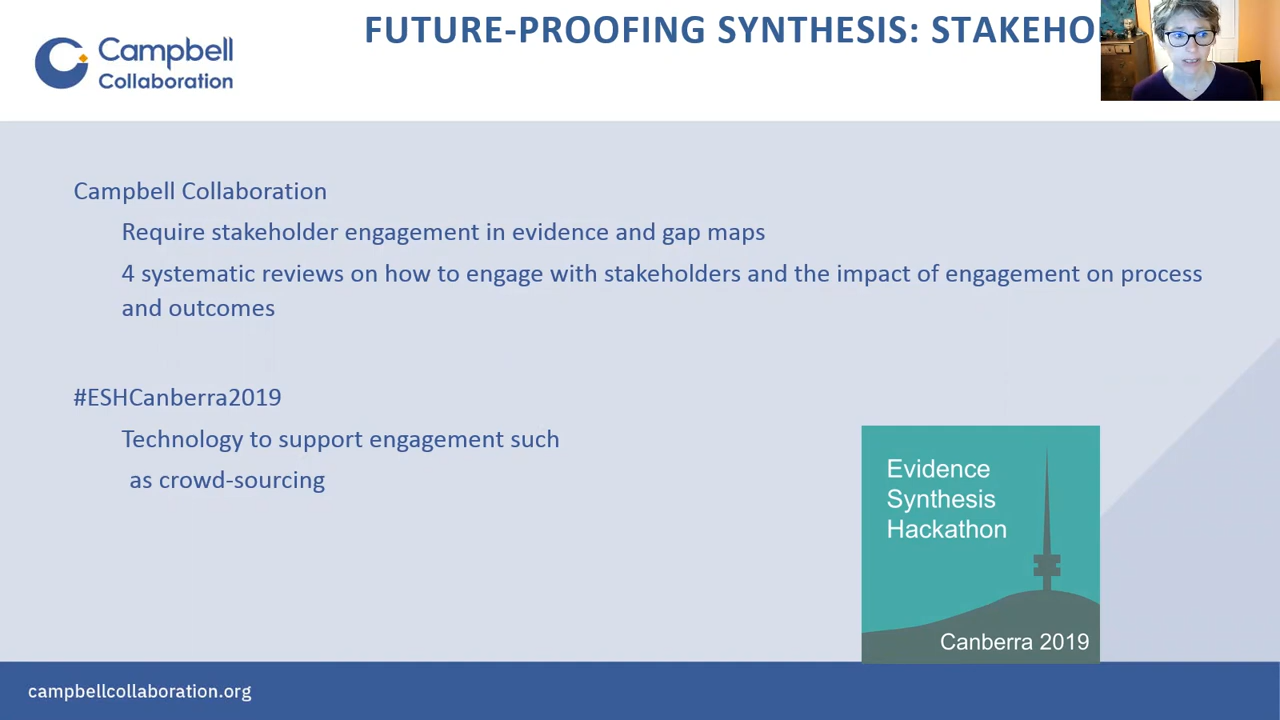 FUTURE-PROOFING SYNTHESIS: STAKEHO
Campbell
Collaboration
Campbell Collaboration
Require stakeholder engagement in evidence and gap maps
4 systematic reviews on how to engage with stakeholders and the impact of engagement on process
and outcomes
#ESHCanberra2019
Technology to support engagement such
as crowd-sourcing
Evidence
Synthesis
Hackathon
Canberra 2019
campbellcollaboration.org